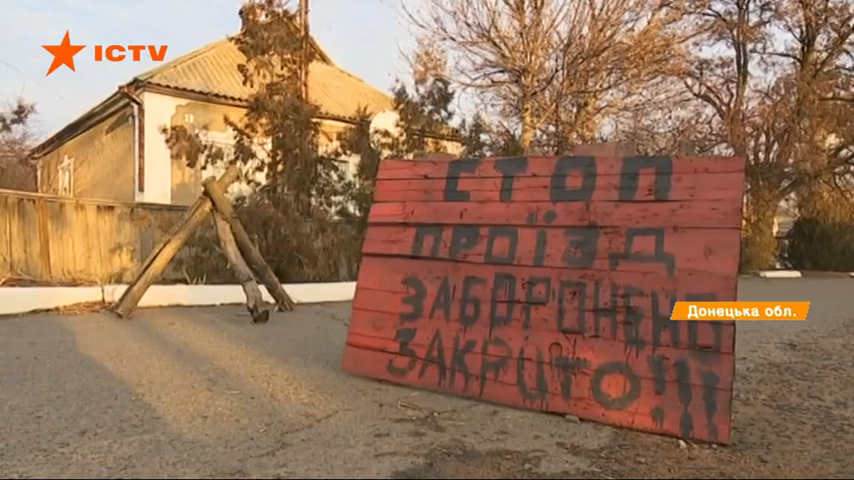 ICTV
СТОП
ПРОЇЗД
ЗАБОРОНЕНО
ЗАКРИТО!!!
Донецька обл.